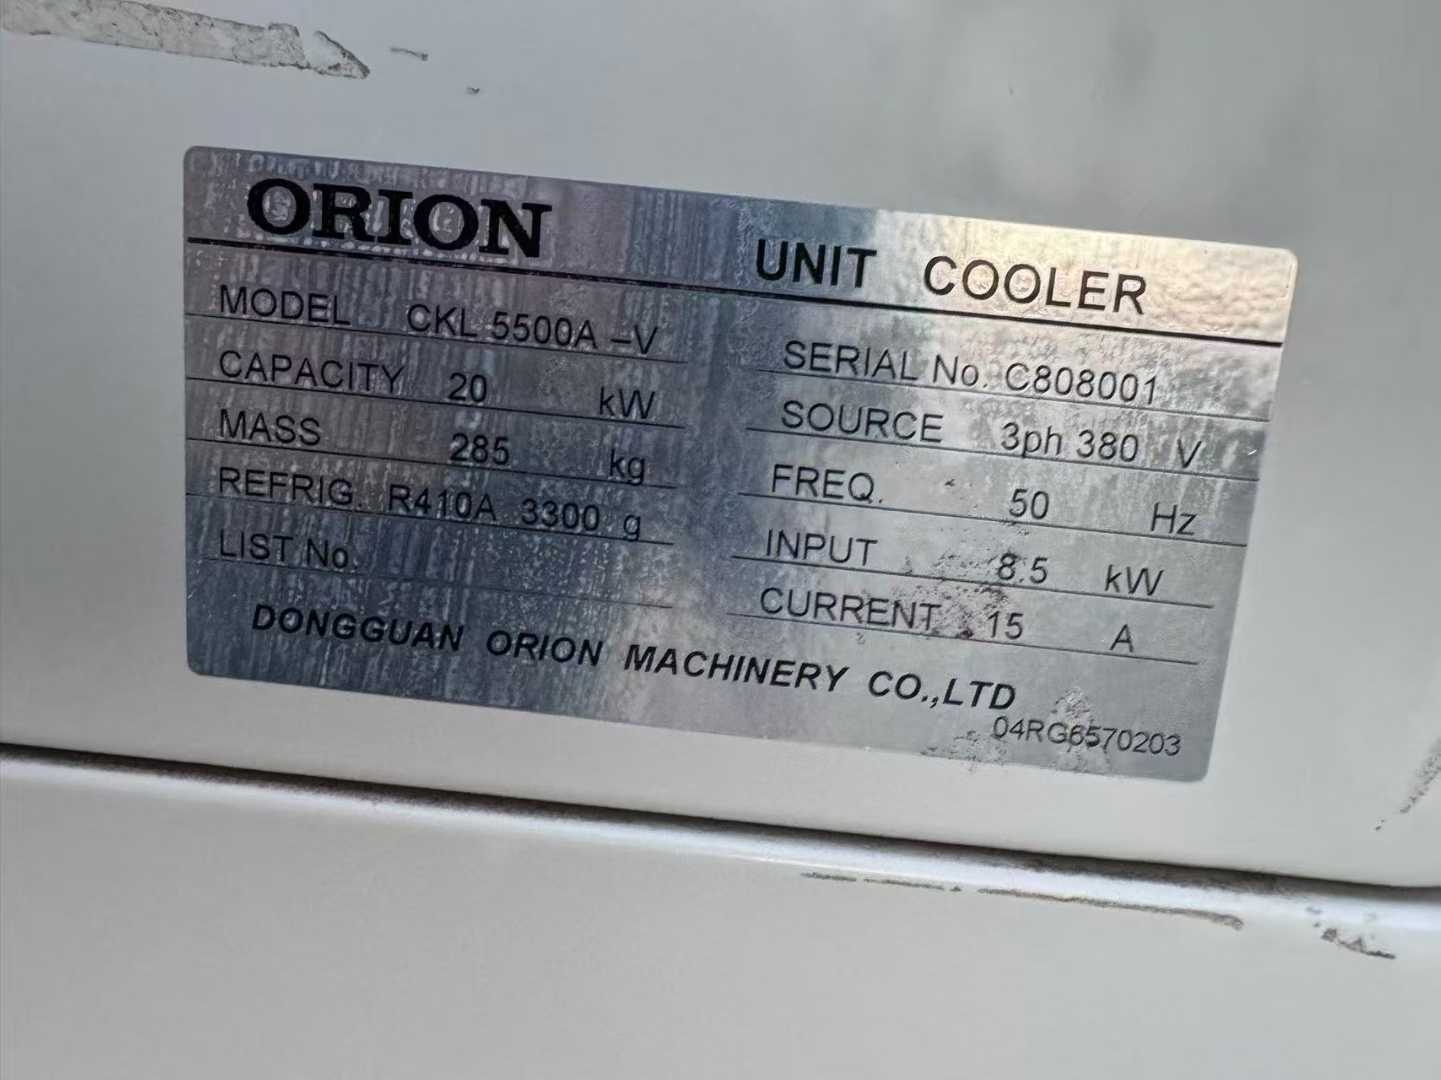 ORION
UNIT COOLER
MODEL CKL 5500A -V
CAPACITY 20 kW
MASS 285 kg
REFRIG. R410A 3300 g
LIST No.
SERIAL No. C808001
SOURCE 3ph 380 V
FREQ. 50 Hz
INPUT 8.5 kW
CURRENT 15 A
DONGGUAN ORION MACHINERY CO.,LTD
04RG6570203